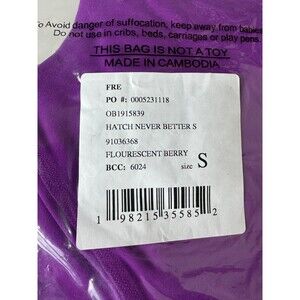 To Avoid danger of suffocation, keep away from babies
Do not use in cribs, beds, carriages or play pens.
THIS BAG IS NOT A TOY
MADE IN CAMBODIA
FRE
PO #: 0005231118
OB1915839
HATCH NEVER BETTER S
91036368
FLOURESCENT BERRY
BCC: 6024 size S
1 98215 35585 2